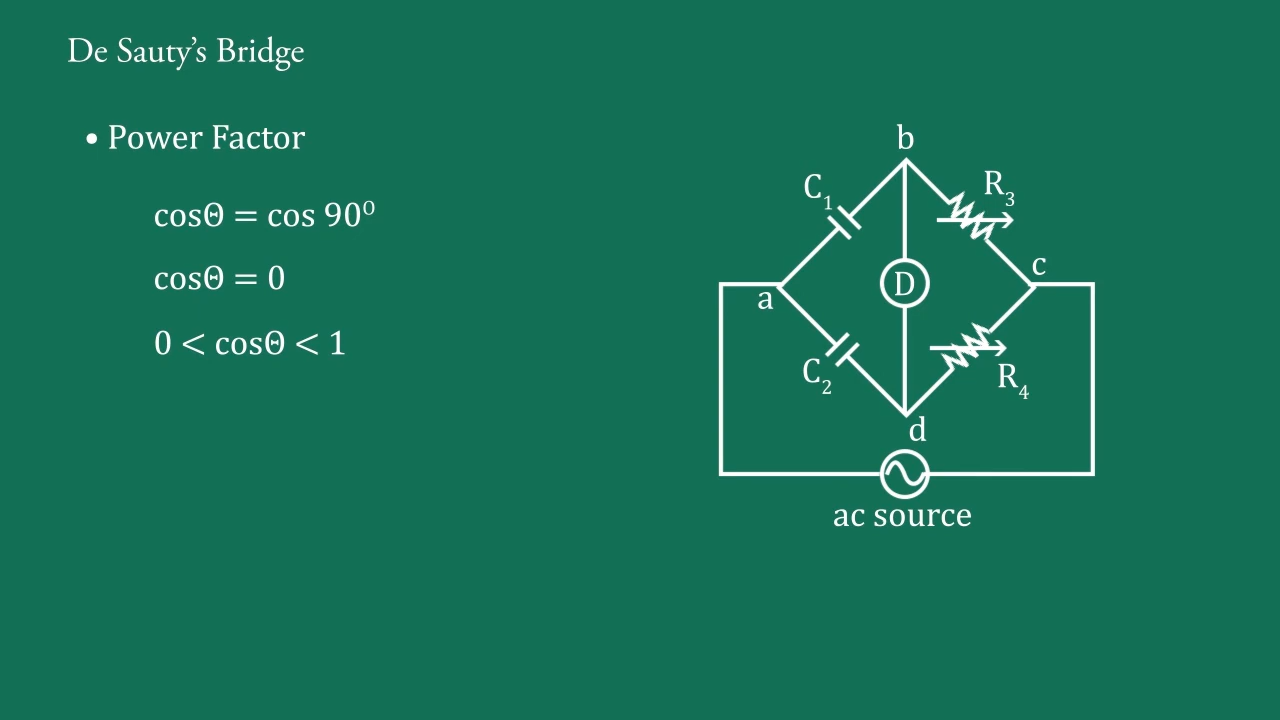 De Sauty’s Bridge
• Power Factor
cosΘ = cos 90⁰
cosΘ = 0
0 < cosΘ < 1
b
C₁
R₃
c
a
D
C₂
R₄
d
ac source